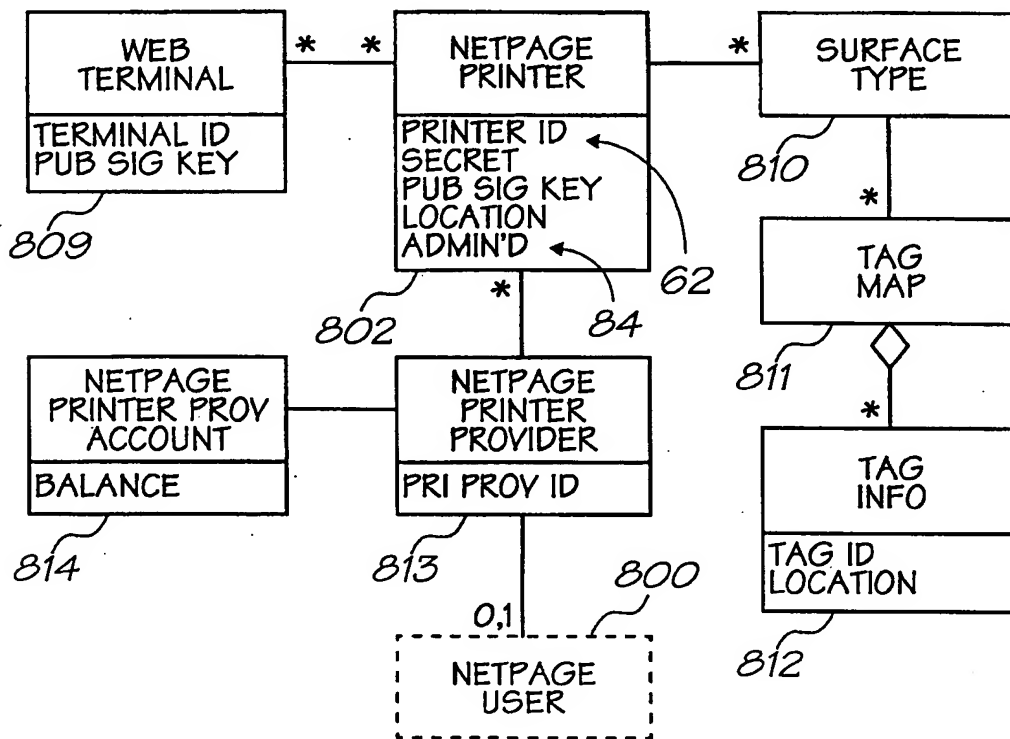 WEB
TERMINAL
TERMINAL ID
PUB SIG KEY
809
* *
NETPAGE
PRINTER
PRINTER ID
SECRET
PUB SIG KEY
LOCATION
ADMIN'D
802
62
84
*
*
SURFACE
TYPE
810
*
TAG
MAP
811
*
TAG
INFO
TAG ID
LOCATION
812
NETPAGE
PRINTER PROV
ACCOUNT
BALANCE
814
NETPAGE
PRINTER
PROVIDER
PRI PROV ID
813
800
0,1
NETPAGE
USER